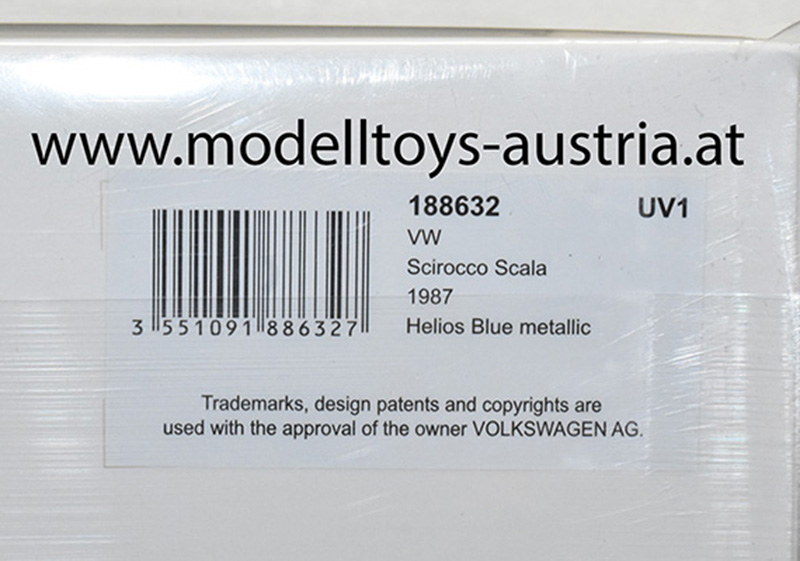 www.modelltoys-austria.at
188632 UV1
VW
Scirocco Scala
1987
Helios Blue metallic
3 551091 886327
Trademarks, design patents and copyrights are
used with the approval of the owner VOLKSWAGEN AG.